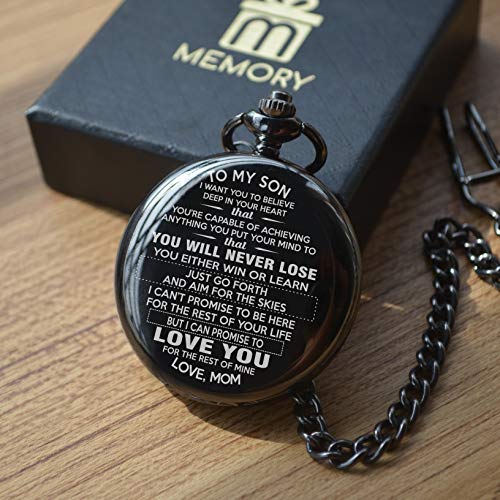 MEMORY
TO MY SON
I WANT YOU TO BELIEVE
DEEP IN YOUR HEART
that
YOU'RE CAPABLE OF ACHIEVING
ANYTHING YOU PUT YOUR MIND TO
that
YOU WILL NEVER LOSE
YOU EITHER WIN OR LEARN
JUST GO FORTH
AND AIM FOR THE SKIES
I CAN'T PROMISE TO BE HERE
FOR THE REST OF YOUR LIFE
BUT I CAN PROMISE TO
LOVE YOU
FOR THE REST OF MINE
LOVE, MOM